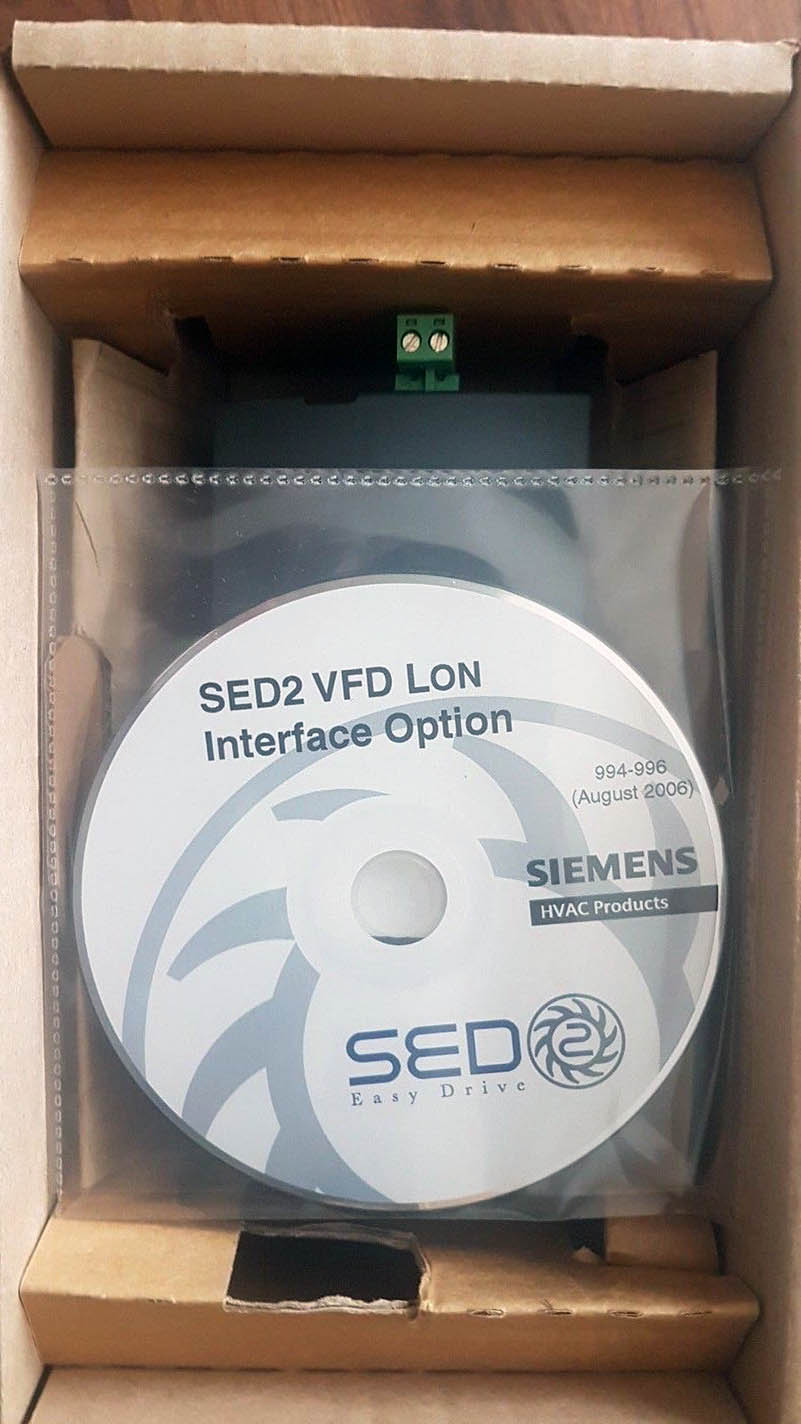 SED2 VFD LON
Interface Option
994-996
(August 2006)
SIEMENS
HVAC Products
SED2
Easy Drive